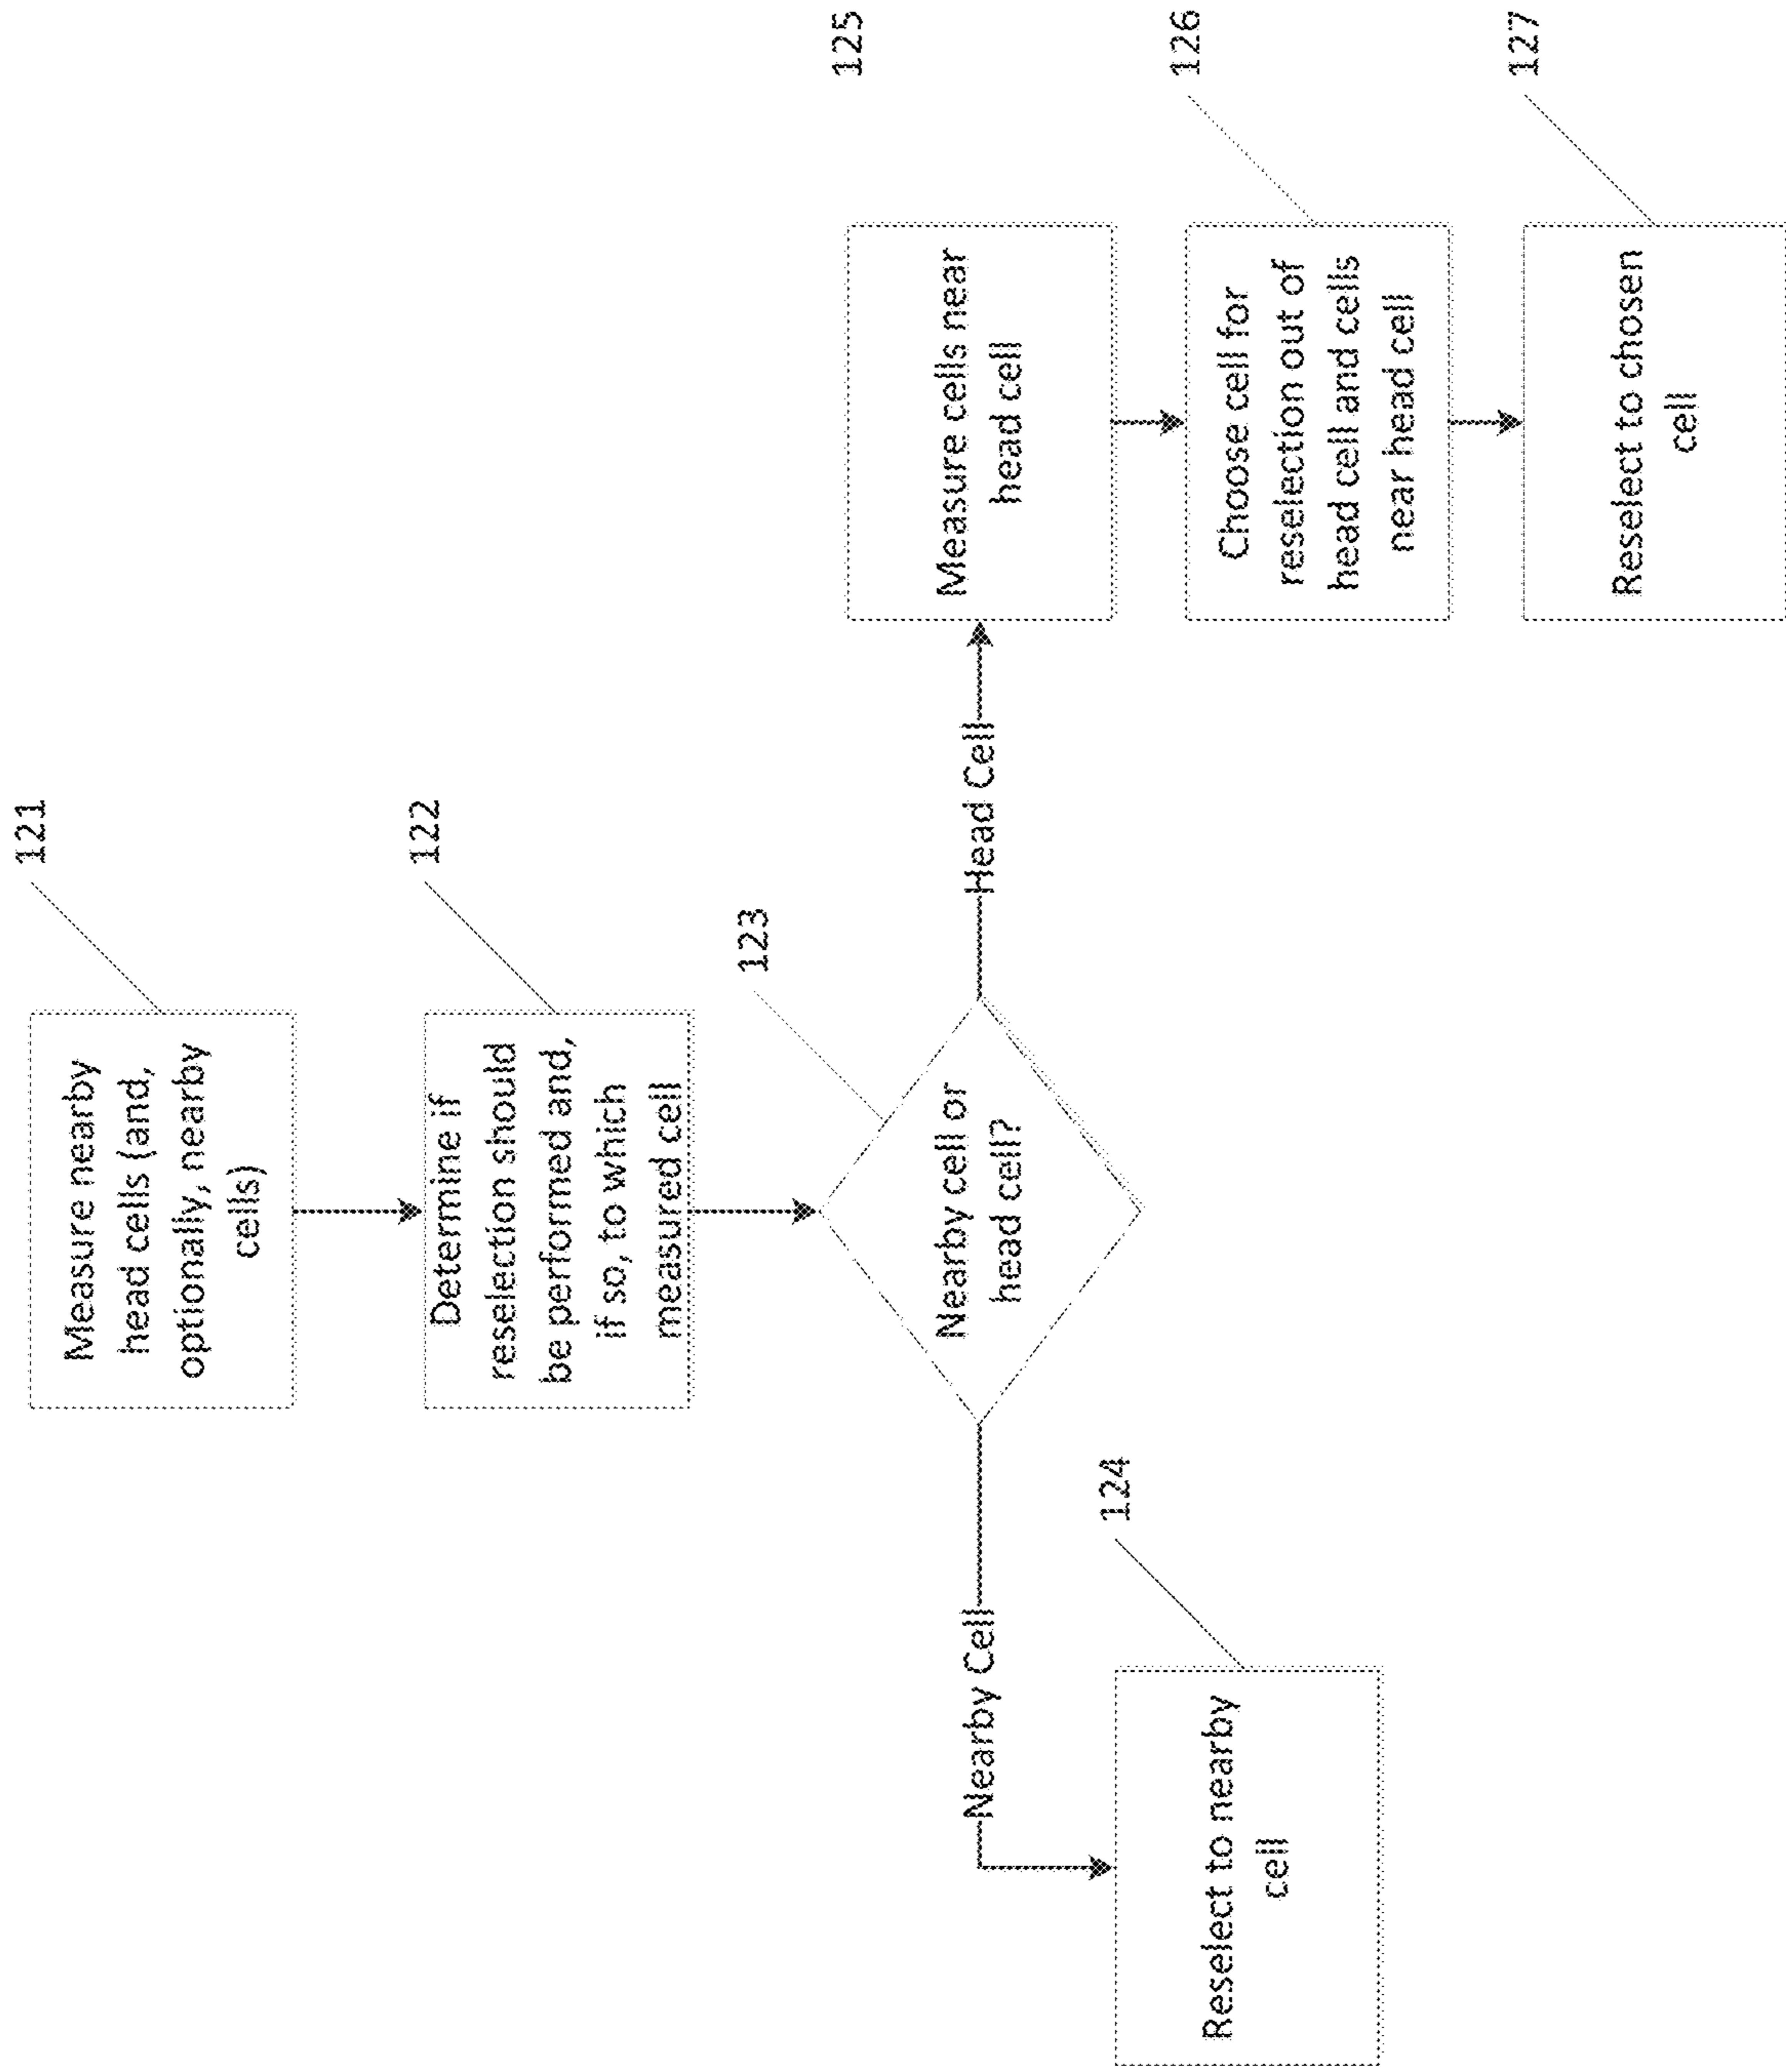 121
Measure nearby
head cells (and,
optionally, nearby
cells)
122
Determine if
reselection should
be performed and,
if so, to which
measured cell
123
Nearby cell or
head cell?
Nearby Cell
Head Cell
124
Reselect to nearby
cell
125
Measure cells near
head cell
126
Choose cell for
reselection out of
head cell and cells
near head cell
127
Reselect to chosen
cell